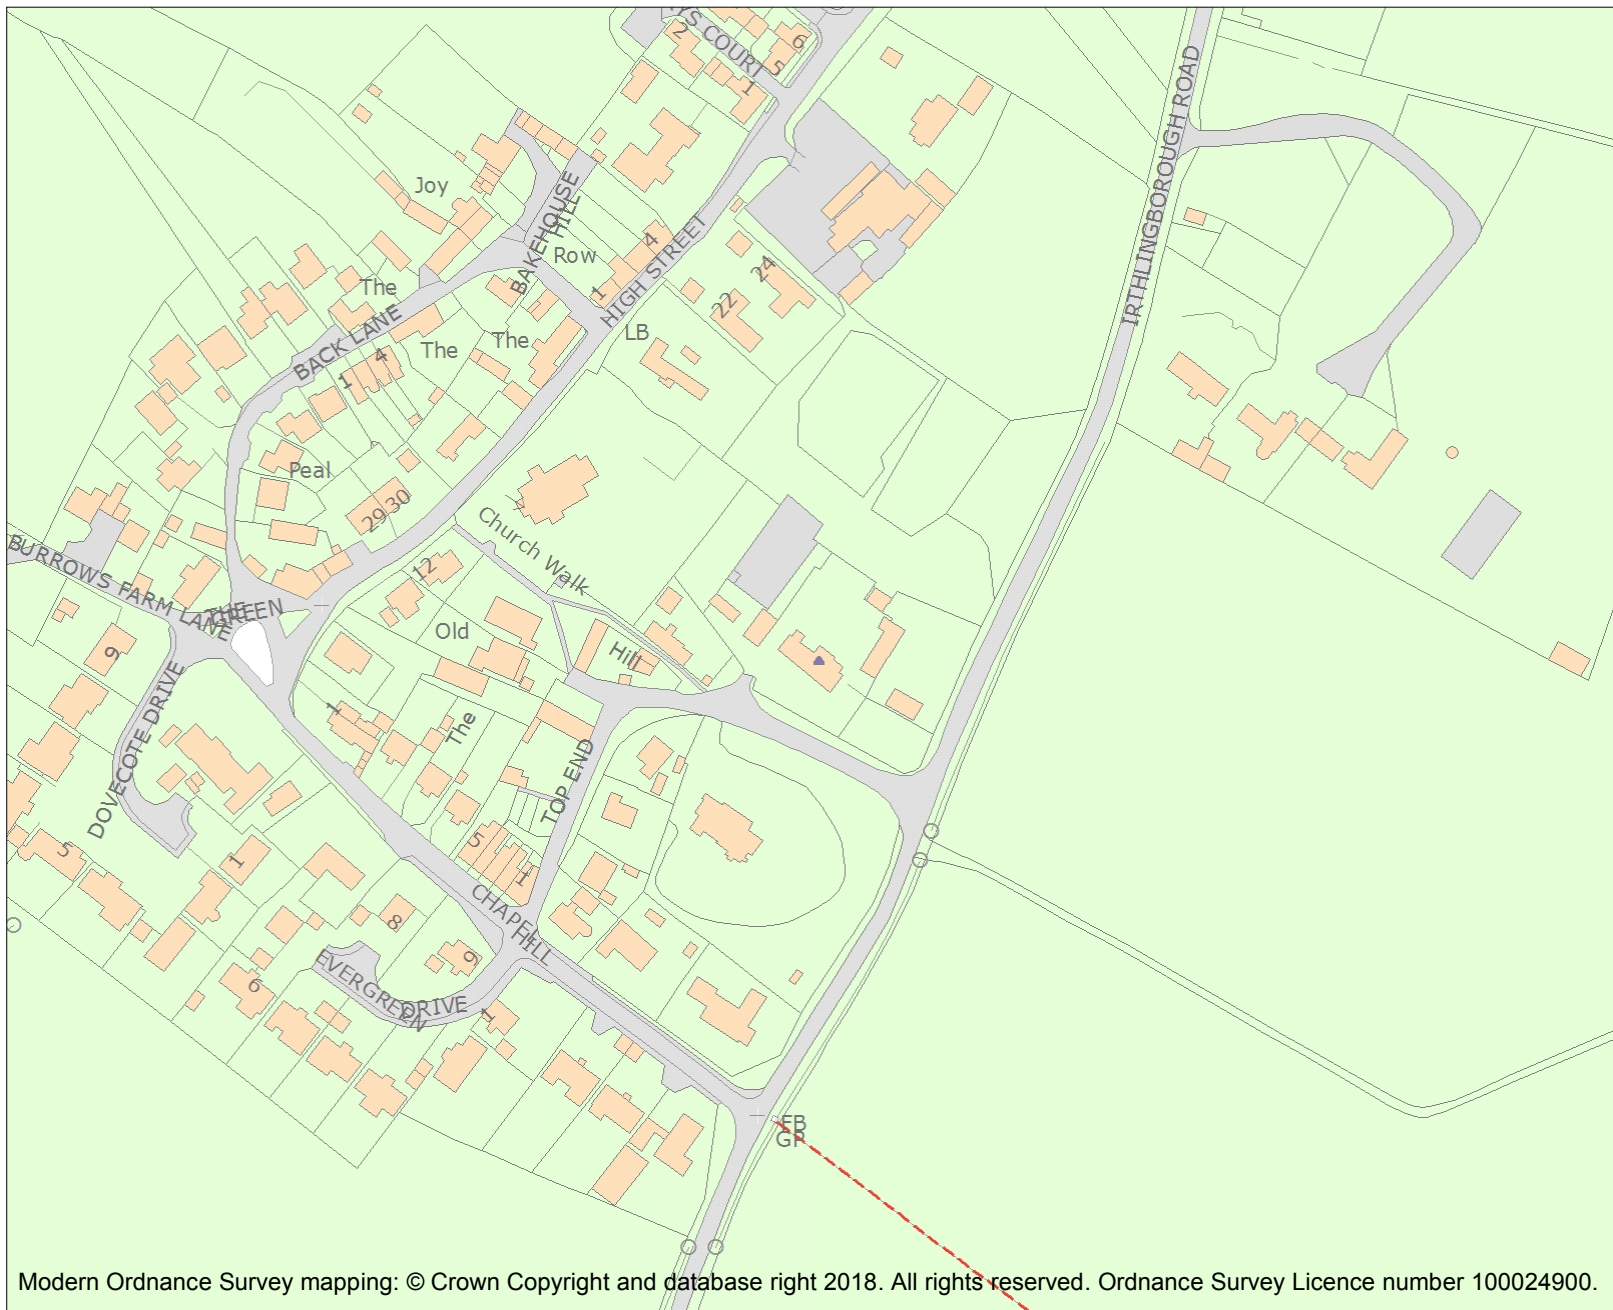 YS COURT
2
6
5
1
IRTHLINGBOROUGH ROAD
Joy
BAKEHOUSE
HILL
Row
4
1
HIGH STREET
24
22
LB
The
BACK LANE
The
The
4
1
Peal
29 30
Church Walk
12
BURROWS FARM LANE
THE
GREEN
Old
Hill
9
DOVECOTE DRIVE
1
The
TOP END
5
1
5
1
CHAPEL
HILL
8
9
6
EVERGREEN
DRIVE
1
FB
GP
Modern Ordnance Survey mapping: © Crown Copyright and database right 2018. All rights reserved. Ordnance Survey Licence number 100024900.